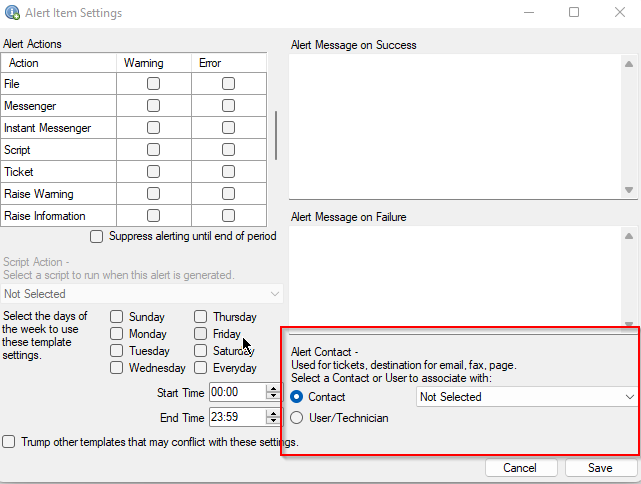 Alert Item Settings
Alert Actions
Action Warning Error
File
Messenger
Instant Messenger
Script
Ticket
Raise Warning
Raise Information
Suppress alerting until end of period
Script Action -
Select a script to run when this alert is generated.
Not Selected
Select the days of
the week to use
these template
settings.
Sunday Thursday
Monday Friday
Tuesday Saturday
Wednesday Everyday
Start Time 00:00
End Time 23:59
Trump other templates that may conflict with these settings.
Alert Message on Success
Alert Message on Failure
Alert Contact -
Used for tickets, destination for email, fax, page.
Select a Contact or User to associate with:
Contact Not Selected
User/Technician
Cancel Save